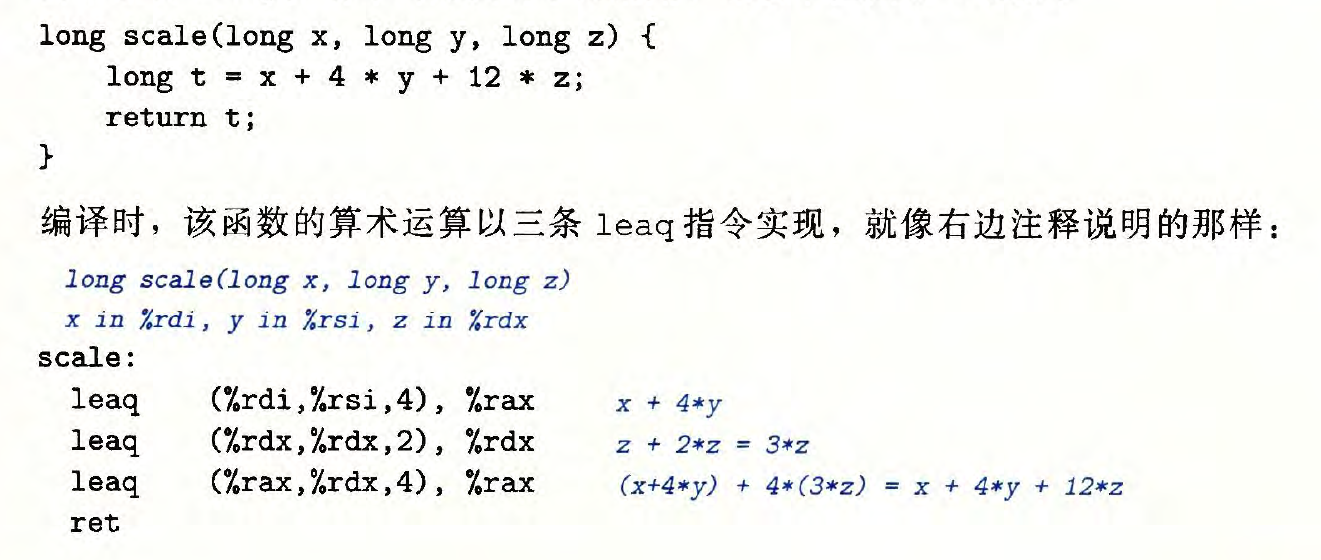 long scale(long x, long y, long z) {
long t = x + 4 * y + 12 * z;
return t;
}
编译时，该函数的算术运算以三条 leaq 指令实现，就像右边注释说明的那样：
long scale(long x, long y, long z)
x in %rdi, y in %rsi, z in %rdx
scale:
leaq (%rdi,%rsi,4), %rax x + 4*y
leaq (%rdx,%rdx,2), %rdx z + 2*z = 3*z
leaq (%rax,%rdx,4), %rax (x+4*y) + 4*(3*z) = x + 4*y + 12*z
ret